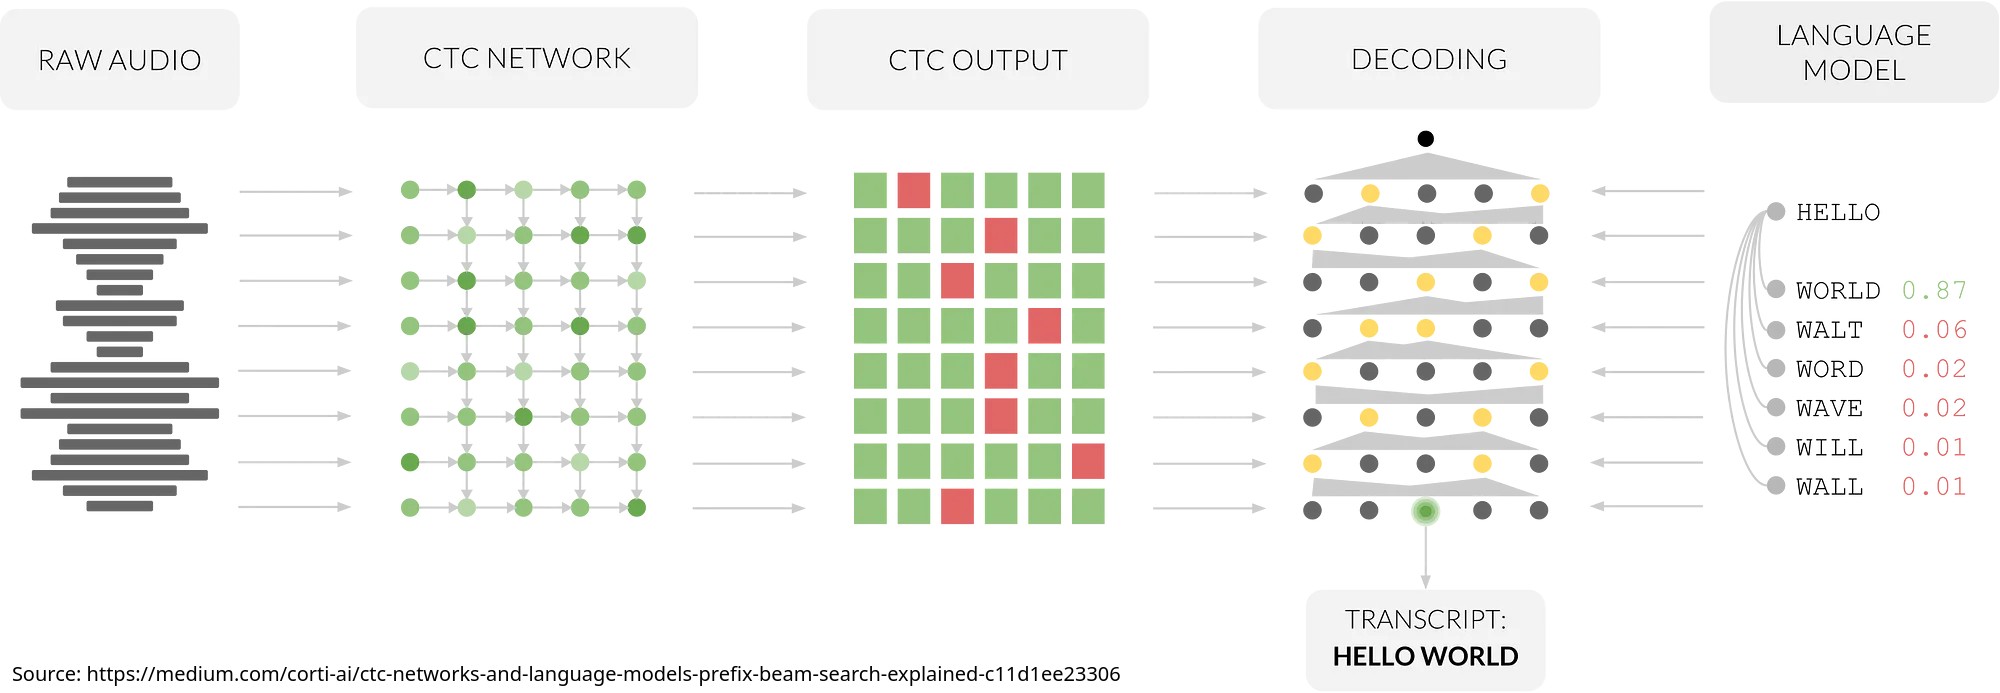 RAW AUDIO
CTC NETWORK
CTC OUTPUT
DECODING
LANGUAGE
MODEL
HELLO
WORLD 0.87
WALT 0.06
WORD 0.02
WAVE 0.02
WILL 0.01
WALL 0.01
TRANSCRIPT:
HELLO WORLD
Source: https://medium.com/corti-ai/ctc-networks-and-language-models-prefix-beam-search-explained-c11d1ee23306